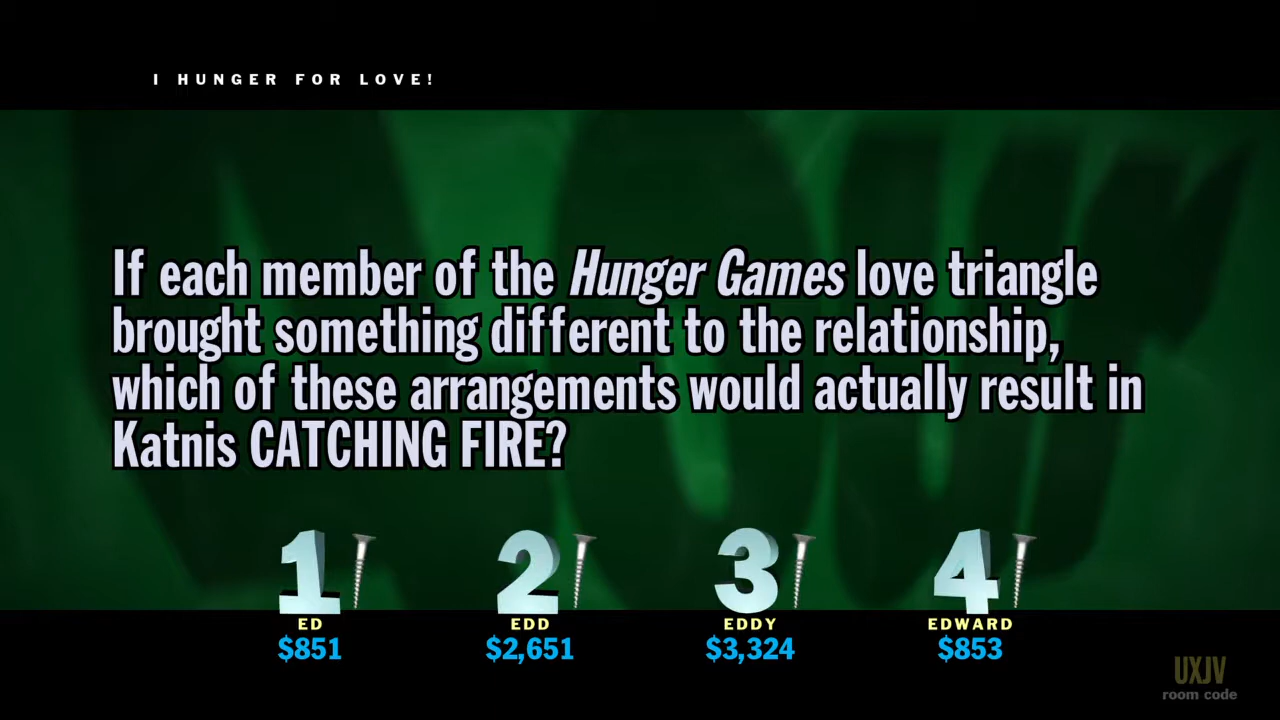 I HUNGER FOR LOVE!
If each member of the Hunger Games love triangle
brought something different to the relationship,
which of these arrangements would actually result in
Katnis CATCHING FIRE?
1 2 3 4
ED EDD EDDY EDWARD
$851 $2,651 $3,324 $853
UXJV
room code